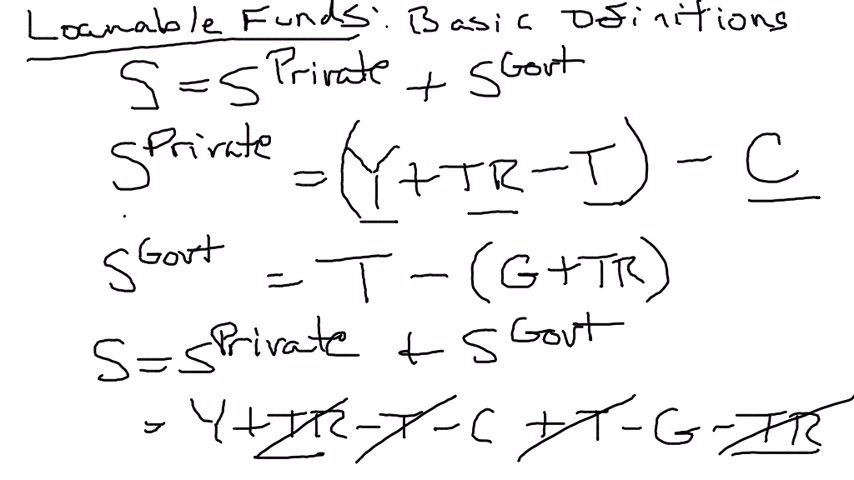 Loanable Funds: Basic Definitions
S = S^Private + S^Govt
S^Private = (Y + TR - T) - C
S^Govt = T - (G + TR)
S = S^Private + S^Govt
= Y + TR - T - C + T - G - TR